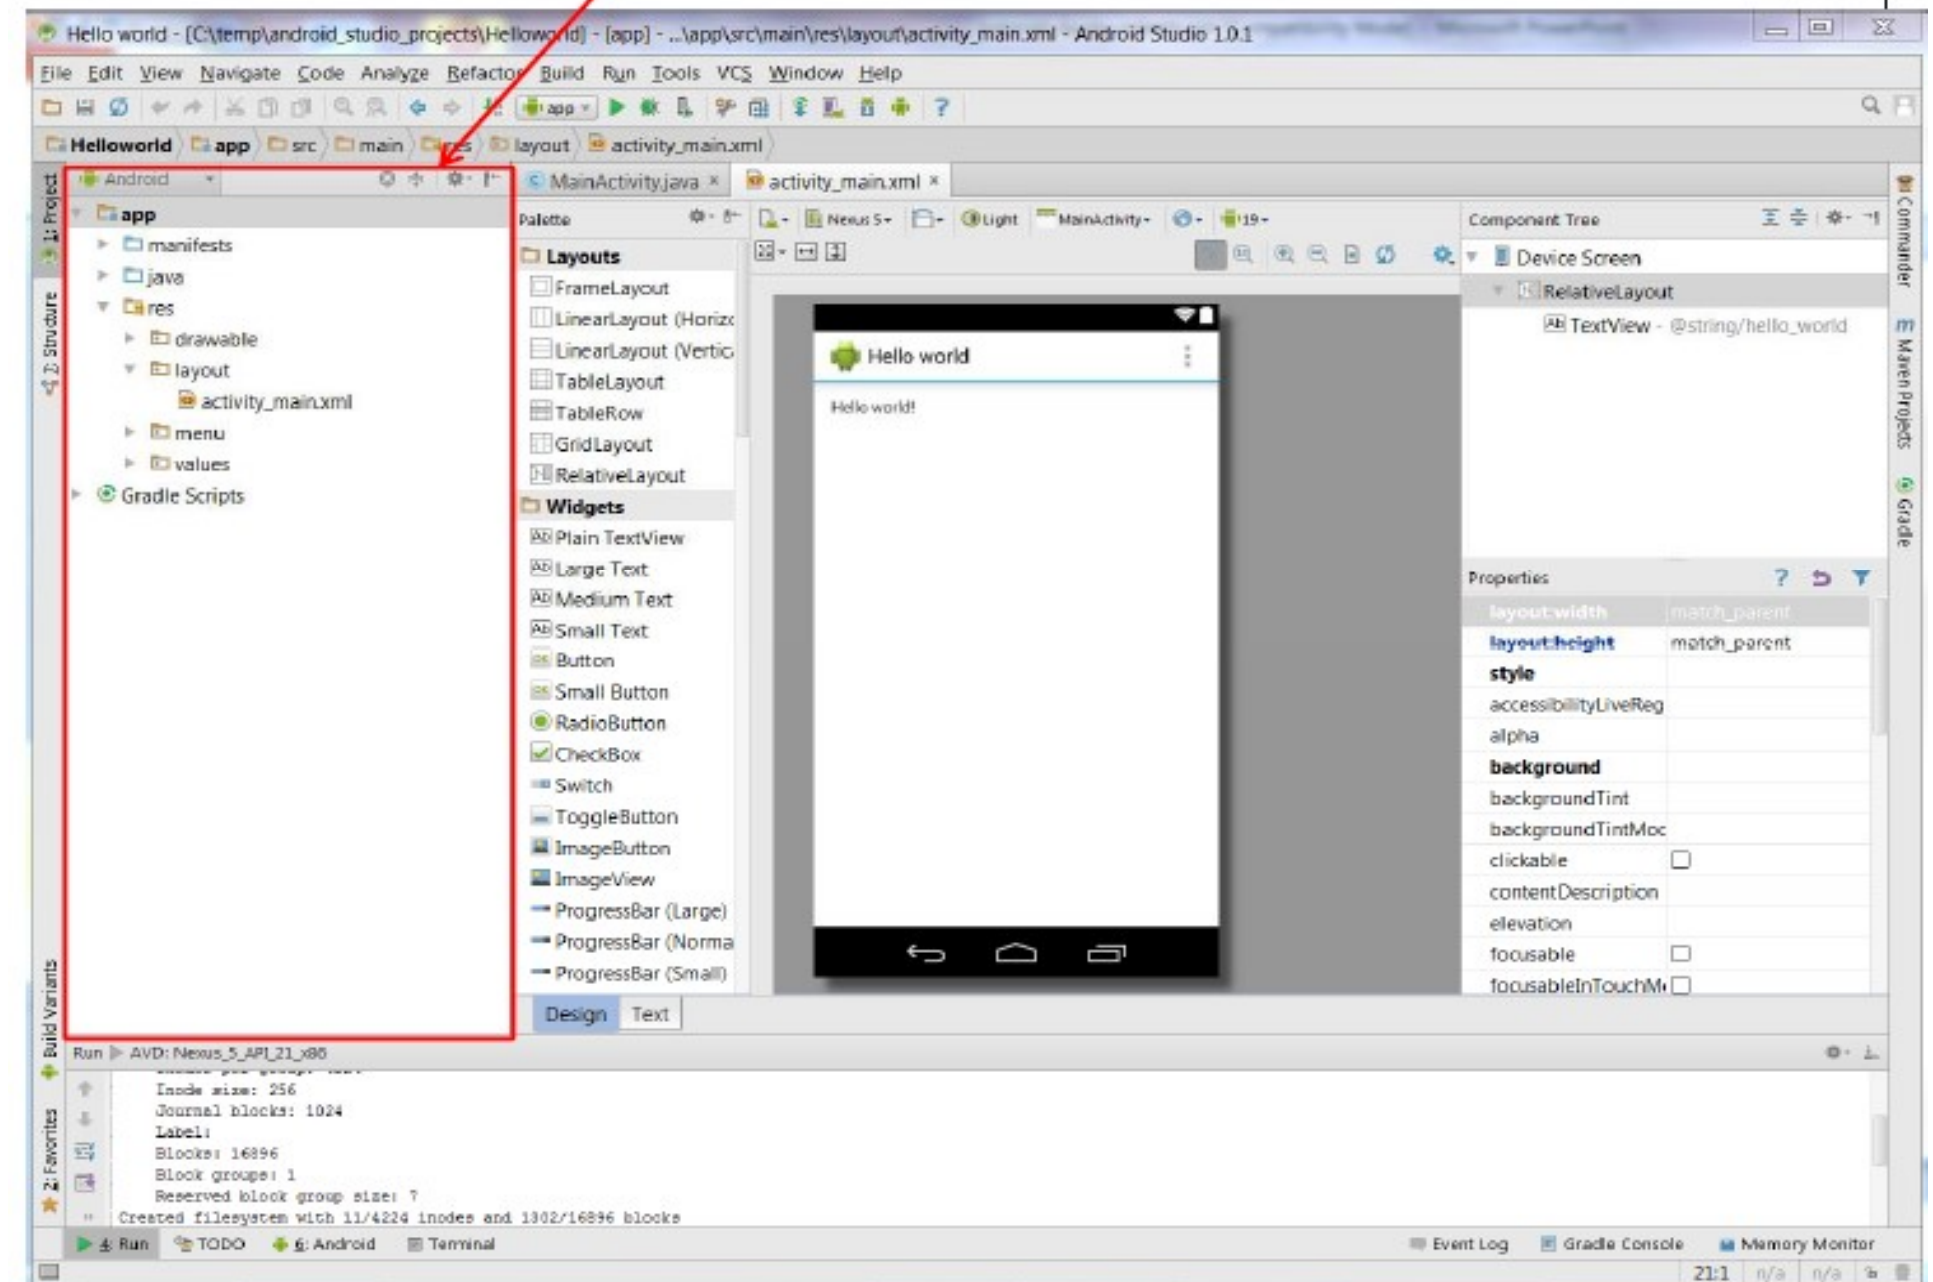 Hello world - [C:\temp\android_studio_projects\Helloworld] - [app] - ...\app\src\main\res\layout\activity_main.xml - Android Studio 1.0.1
File Edit View Navigate Code Analyze Refactor Build Run Tools VCS Window Help
app
Helloworld app src main res layout activity_main.xml
1: Project
2: Structure
Build Variants
2: Favorites
Android
app
manifests
java
res
drawable
layout
activity_main.xml
menu
values
Gradle Scripts
MainActivity.java activity_main.xml
Palette
Layouts
FrameLayout
LinearLayout (Horizo
LinearLayout (Vertic
TableLayout
TableRow
GridLayout
RelativeLayout
Widgets
Plain TextView
Large Text
Medium Text
Small Text
Button
Small Button
RadioButton
CheckBox
Switch
ToggleButton
ImageButton
ImageView
ProgressBar (Large)
ProgressBar (Norma
ProgressBar (Small)
Design Text
Nexus 5 Light MainActivity 19
Hello world
Hello world!
Component Tree
Device Screen
RelativeLayout
TextView - @string/hello_world
Properties
layout:width match_parent
layout:height match_parent
style
accessibilityLiveReg
alpha
background
backgroundTint
backgroundTintMod
clickable
contentDescription
elevation
focusable
focusableInTouchM
Commander
Maven Projects
Gradle
Run AVD: Nexus_5_API_21_x86
Inode size: 256
Journal blocks: 1024
Label:
Blocks: 16896
Block groups: 1
Reserved block group size: 7
Created filesystem with 11/4224 inodes and 1302/16896 blocks
4: Run TODO 6: Android Terminal Event Log Gradle Console Memory Monitor
21:1 n/a n/a